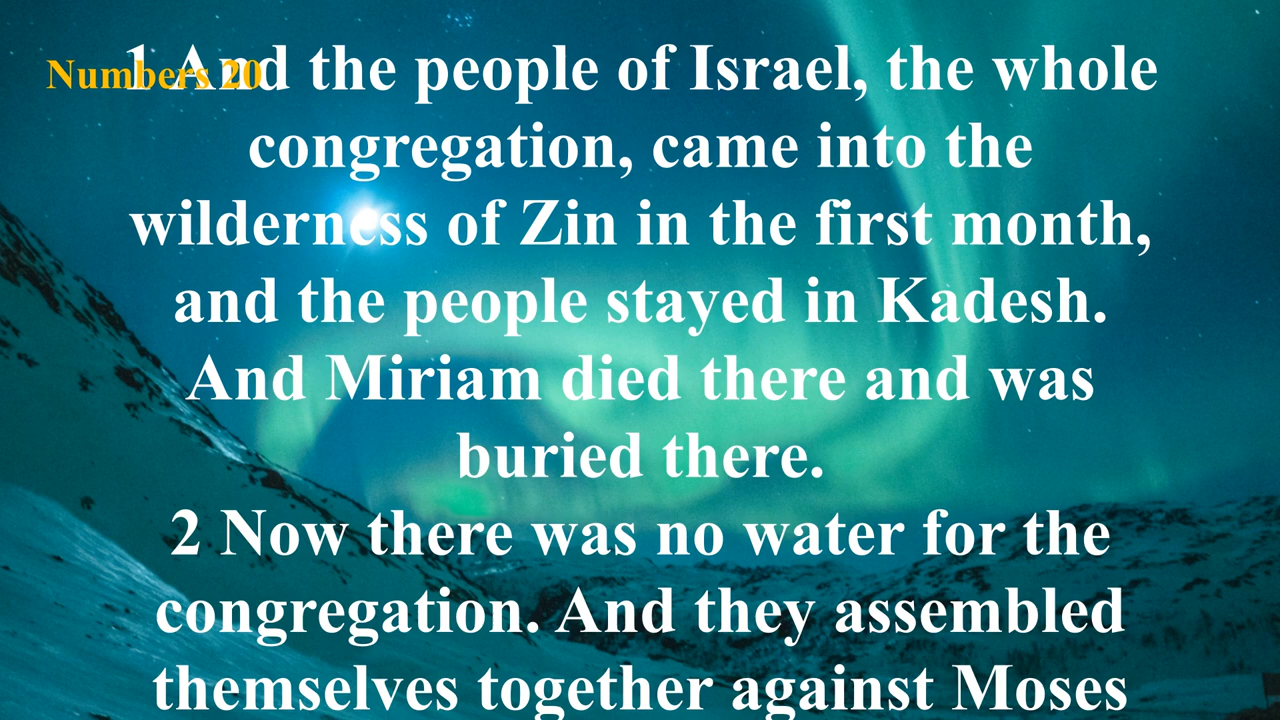 Numbers 20
1 And the people of Israel, the whole
congregation, came into the
wilderness of Zin in the first month,
and the people stayed in Kadesh.
And Miriam died there and was
buried there.
2 Now there was no water for the
congregation. And they assembled
themselves together against Moses